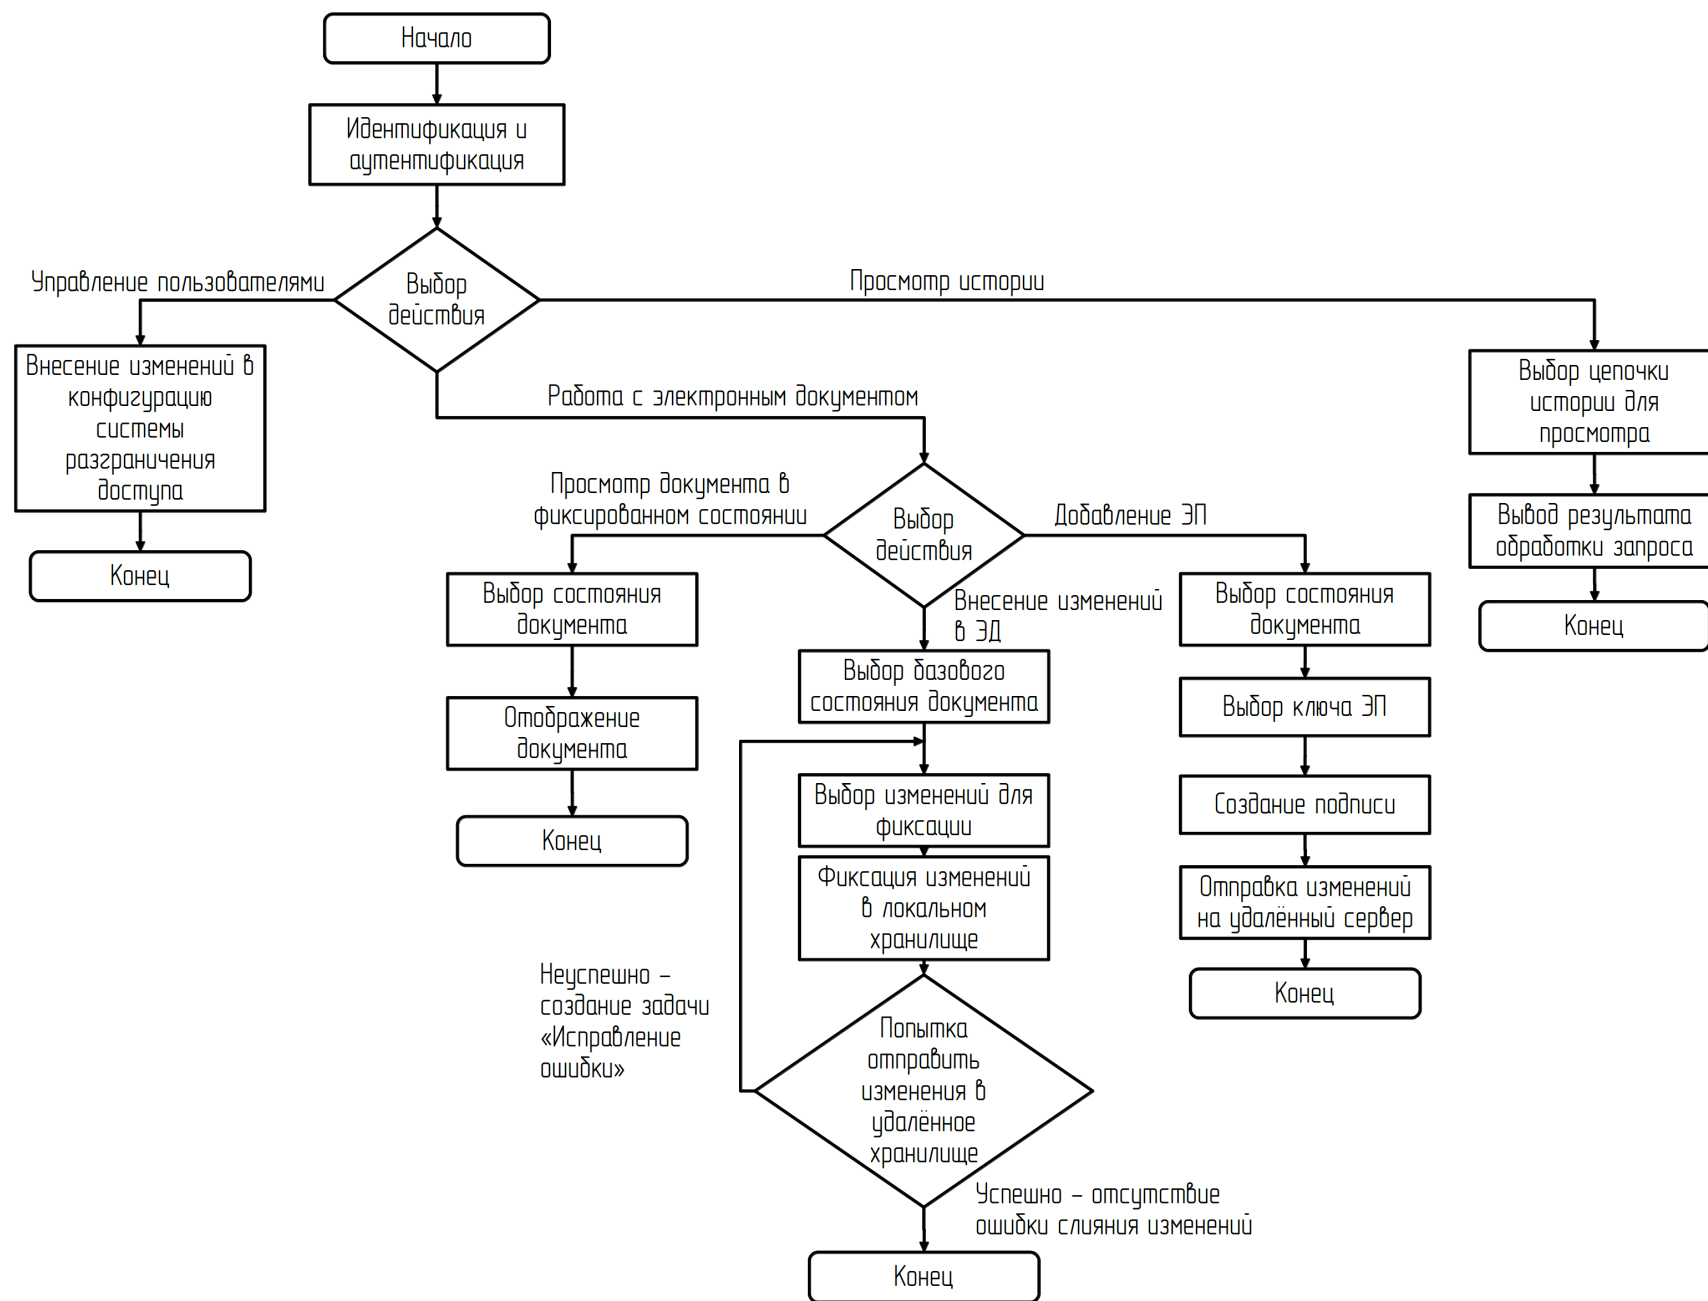 Начало
Идентификация и
аутентификация
Выбор
действия
Управление пользователями
Просмотр истории
Внесение изменений в
конфигурацию
системы
разграничения
доступа
Конец
Работа с электронным документом
Выбор цепочки
истории для
просмотра
Вывод результата
обработки запроса
Конец
Просмотр документа в
фиксированном состоянии
Выбор
действия
Добавление ЭП
Внесение изменений
в ЭД
Выбор состояния
документа
Отображение
документа
Конец
Выбор базового
состояния документа
Выбор изменений для
фиксации
Фиксация изменений
в локальном
хранилище
Неуспешно –
создание задачи
«Исправление
ошибки»
Попытка
отправить
изменения в
удалённое
хранилище
Успешно – отсутствие
ошибки слияния изменений
Конец
Выбор состояния
документа
Выбор ключа ЭП
Создание подписи
Отправка изменений
на удалённый сервер
Конец